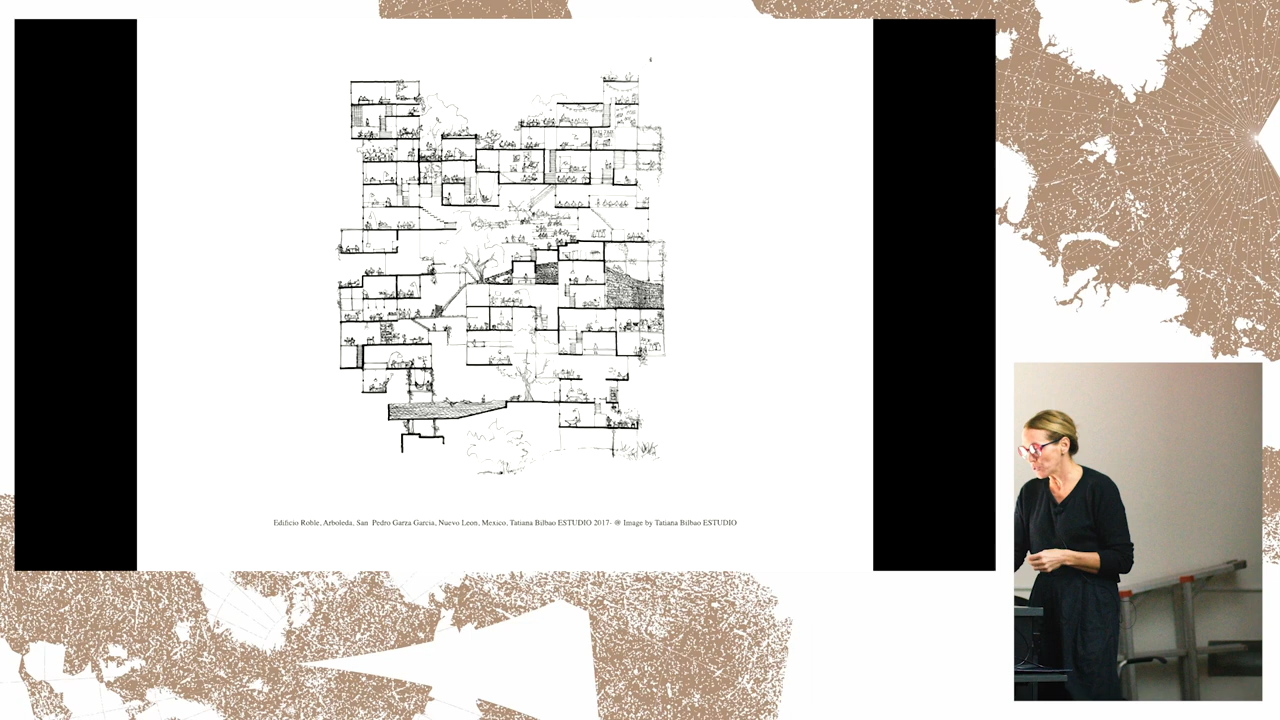 Edificio Roble, Arboleda, San Pedro Garza Garcia, Nuevo Leon, Mexico, Tatiana Bilbao ESTUDIO 2017- @ Image by Tatiana Bilbao ESTUDIO